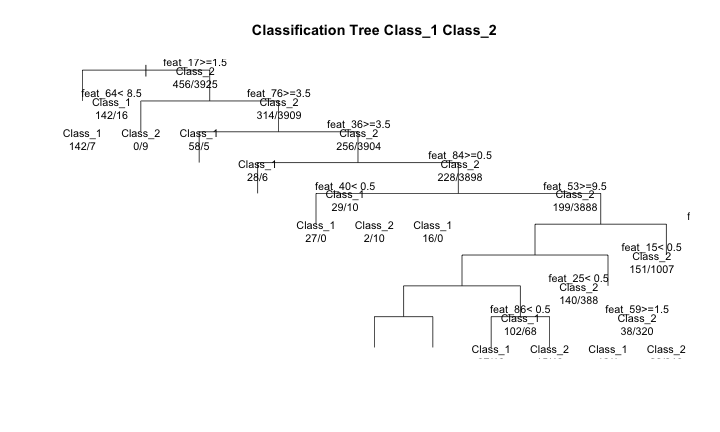 Classification Tree Class_1 Class_2
feat_17>=1.5
Class_2
456/3925
feat_64< 8.5
Class_1
142/16
feat_76>=3.5
Class_2
314/3909
Class_1
142/7
Class_2
0/9
Class_1
58/5
feat_36>=3.5
Class_2
256/3904
Class_1
28/6
feat_84>=0.5
Class_2
228/3898
feat_40< 0.5
Class_1
29/10
feat_53>=9.5
Class_2
199/3888
Class_1
27/0
Class_2
2/10
Class_1
16/0
f
feat_15< 0.5
Class_2
151/1007
feat_25< 0.5
Class_2
140/388
feat_86< 0.5
Class_1
102/68
feat_59>=1.5
Class_2
38/320
Class_1
Class_2
Class_1
Class_2